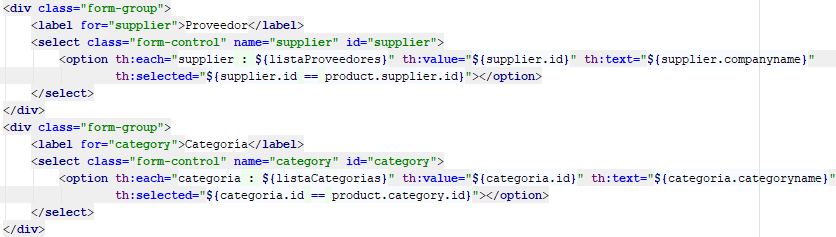 <div class="form-group">
    <label for="supplier">Proveedor</label>
    <select class="form-control" name="supplier" id="supplier">
        <option th:each="supplier : ${listaProveedores}" th:value="${supplier.id}" th:text="${supplier.companyname}"
                th:selected="${supplier.id == product.supplier.id}"></option>
    </select>
</div>
<div class="form-group">
    <label for="category">Categoría</label>
    <select class="form-control" name="category" id="category">
        <option th:each="categoria : ${listaCategorias}" th:value="${categoria.id}" th:text="${categoria.categoryname}"
                th:selected="${categoria.id == product.category.id}"></option>
    </select>
</div>